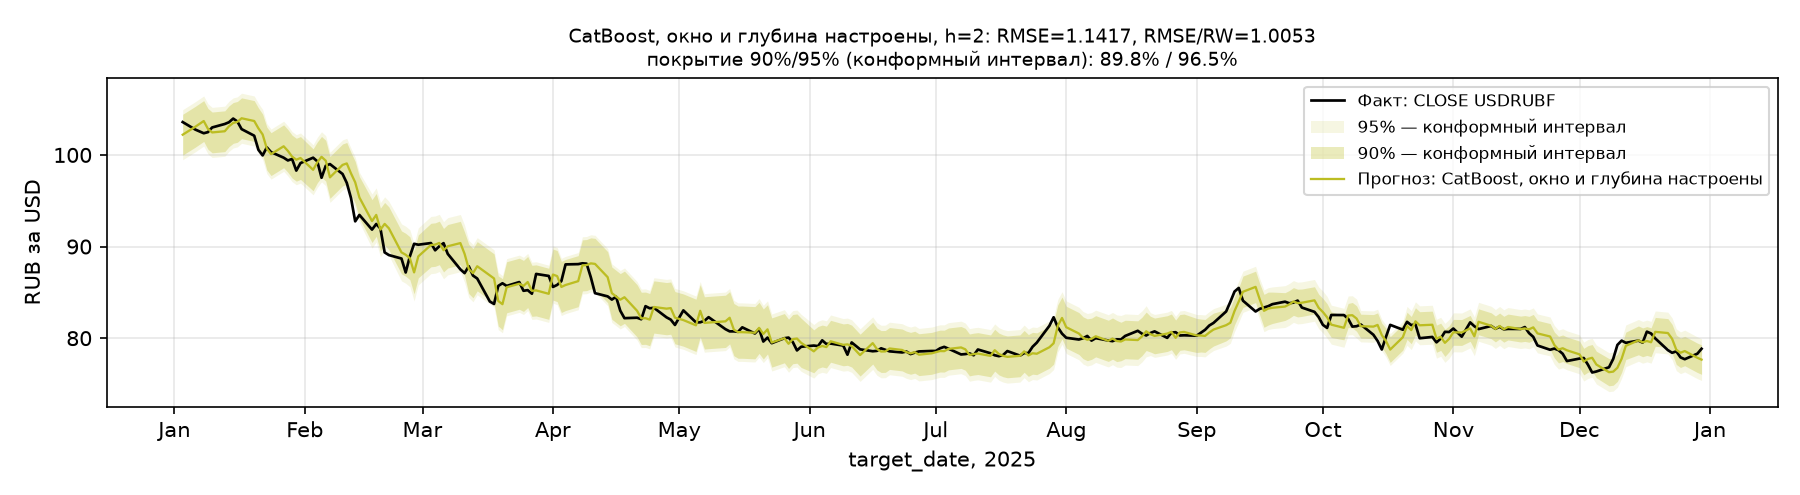 CatBoost, окно и глубина настроены, h=2: RMSE=1.1417, RMSE/RW=1.0053
покрытие 90%/95% (конформный интервал): 89.8% / 96.5%
Факт: CLOSE USDRUBF
95% — конформный интервал
90% — конформный интервал
Прогноз: CatBoost, окно и глубина настроены
RUB за USD
100
90
80
Jan Feb Mar Apr May Jun Jul Aug Sep Oct Nov Dec Jan
target_date, 2025